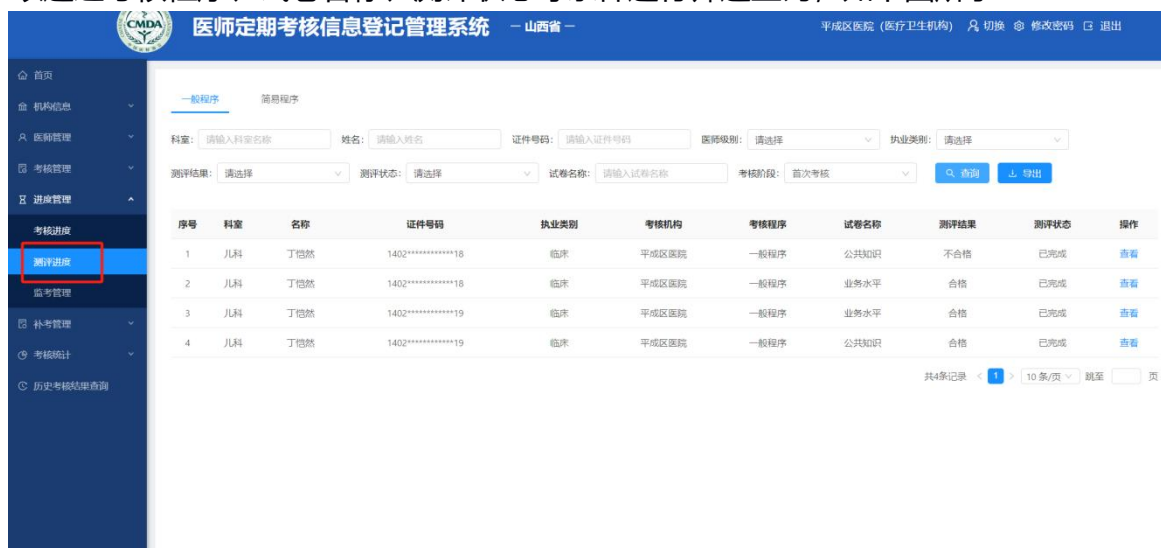 CMDA 医师定期考核信息登记管理系统 －山西省－ 平成区医院（医疗卫生机构） 切换 修改密码 退出
首页
机构信息
医师管理
考核管理
进度管理
考核进度
测评进度
监考管理
补考管理
考核统计
历史考核结果查询
一般程序 简易程序
科室： 请输入科室名称 姓名： 请输入姓名 证件号码： 请输入证件号码 医师级别： 请选择 执业类别： 请选择
测评结果： 请选择 测评状态： 请选择 试卷名称： 请输入试卷名称 考核阶段： 首次考核 查询 导出
序号 科室 名称 证件号码 执业类别 考核机构 考核程序 试卷名称 测评结果 测评状态 操作
1 儿科 丁恺然 1402************18 临床 平成区医院 一般程序 公共知识 不合格 已完成 查看
2 儿科 丁恺然 1402************18 临床 平成区医院 一般程序 业务水平 合格 已完成 查看
3 儿科 丁恺然 1402************19 临床 平成区医院 一般程序 业务水平 合格 已完成 查看
4 儿科 丁恺然 1402************19 临床 平成区医院 一般程序 公共知识 合格 已完成 查看
共4条记录 < 1 > 10 条/页 跳至 页